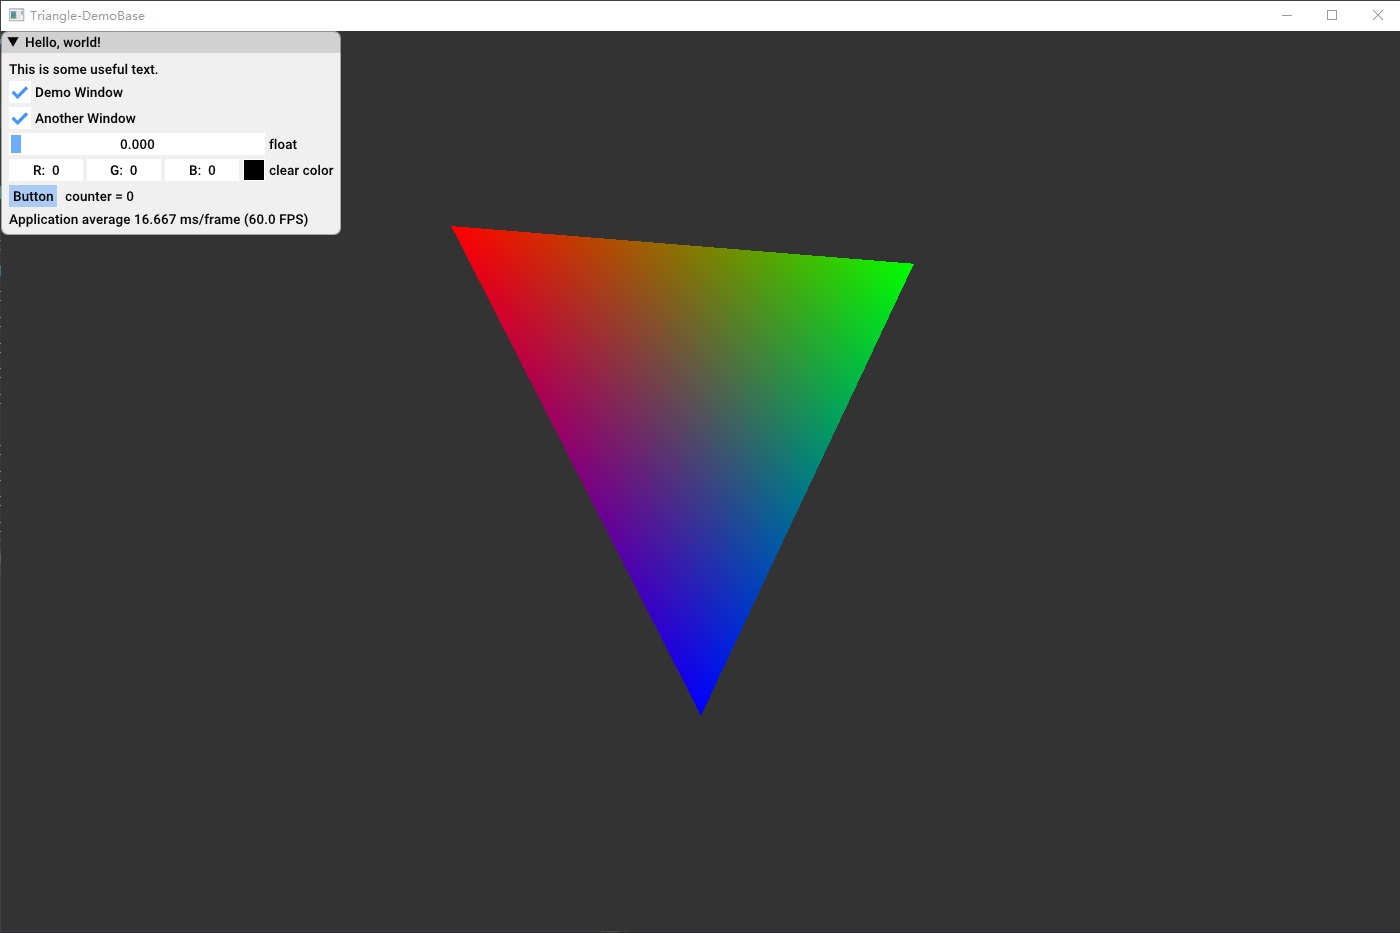 Triangle-DemoBase
Hello, world!
This is some useful text.
Demo Window
Another Window
0.000 float
R: 0 G: 0 B: 0 clear color
Button counter = 0
Application average 16.667 ms/frame (60.0 FPS)